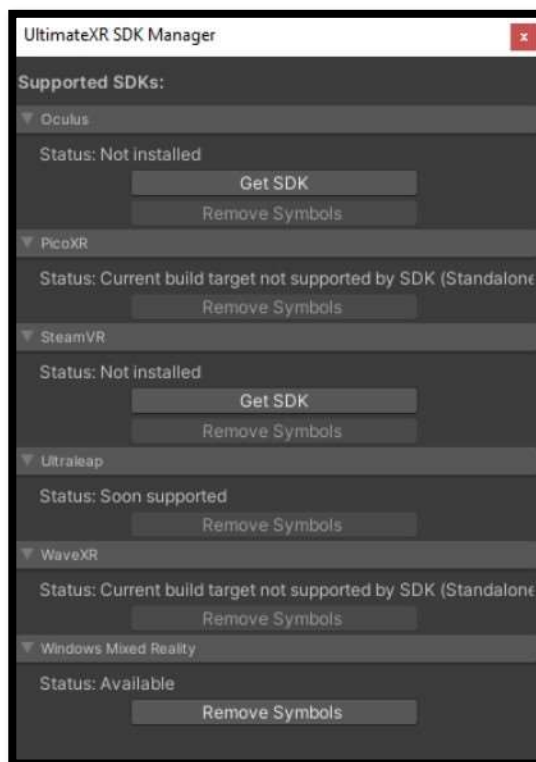 UltimateXR SDK Manager
x
Supported SDKs:
Oculus
Status: Not installed
Get SDK
Remove Symbols
PicoXR
Status: Current build target not supported by SDK (Standalone
Remove Symbols
SteamVR
Status: Not installed
Get SDK
Remove Symbols
Ultraleap
Status: Soon supported
Remove Symbols
WaveXR
Status: Current build target not supported by SDK (Standalone
Remove Symbols
Windows Mixed Reality
Status: Available
Remove Symbols